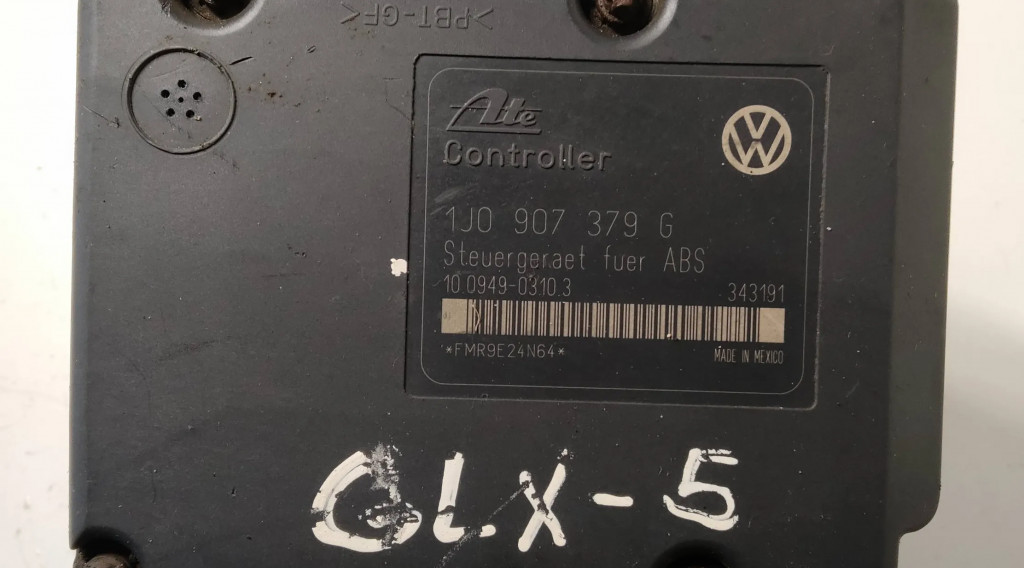 >PBT-GF<
Ate
Controller
1J0 907 379 G
Steuergeraet fuer ABS
10.0949-0310.3 343191
*FMR9E24N64*
MADE IN MEXICO
GLX-5